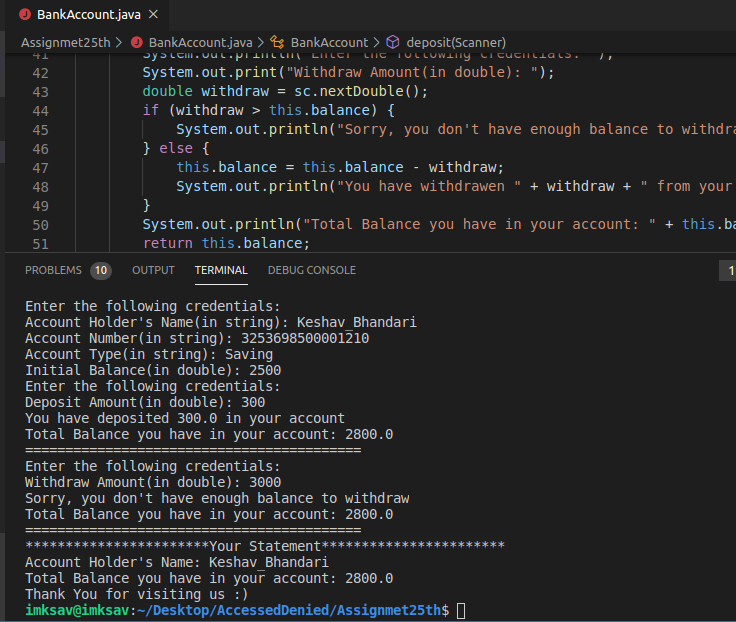 BankAccount.java
Assignmet25th > BankAccount.java > BankAccount > deposit(Scanner)
41 System.out.println("Enter the following credentials: ");
42 System.out.print("Withdraw Amount(in double): ");
43 double withdraw = sc.nextDouble();
44 if (withdraw > this.balance) {
45 System.out.println("Sorry, you don't have enough balance to withdra
46 } else {
47 this.balance = this.balance - withdraw;
48 System.out.println("You have withdrawen " + withdraw + " from your
49 }
50 System.out.println("Total Balance you have in your account: " + this.ba
51 return this.balance;
PROBLEMS 10 OUTPUT TERMINAL DEBUG CONSOLE 1
Enter the following credentials:
Account Holder's Name(in string): Keshav_Bhandari
Account Number(in string): 3253698500001210
Account Type(in string): Saving
Initial Balance(in double): 2500
Enter the following credentials:
Deposit Amount(in double): 300
You have deposited 300.0 in your account
Total Balance you have in your account: 2800.0
==========================================
Enter the following credentials:
Withdraw Amount(in double): 3000
Sorry, you don't have enough balance to withdraw
Total Balance you have in your account: 2800.0
==========================================
***********************Your Statement***********************
Account Holder's Name: Keshav_Bhandari
Total Balance you have in your account: 2800.0
Thank You for visiting us :)
imksav@imksav:~/Desktop/AccessedDenied/Assignmet25th$